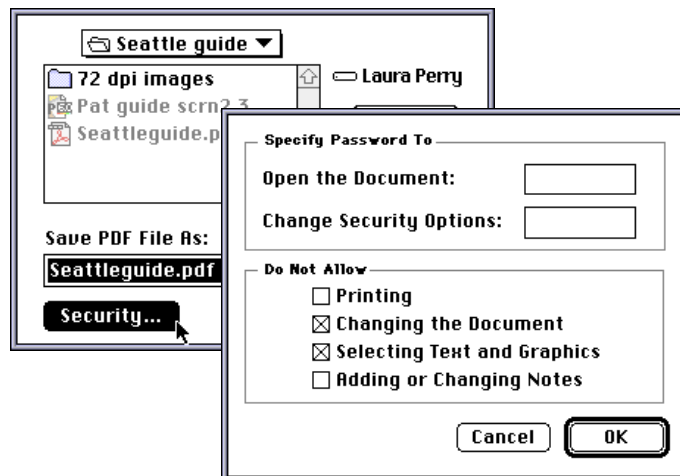 Seattle guide
72 dpi images
Laura Perry
Pat guide scrn2.3
Seattleguide.p
Save PDF File As:
Seattleguide.pdf
Security...
Specify Password To
Open the Document:
Change Security Options:
Do Not Allow
Printing
Changing the Document
Selecting Text and Graphics
Adding or Changing Notes
Cancel
OK